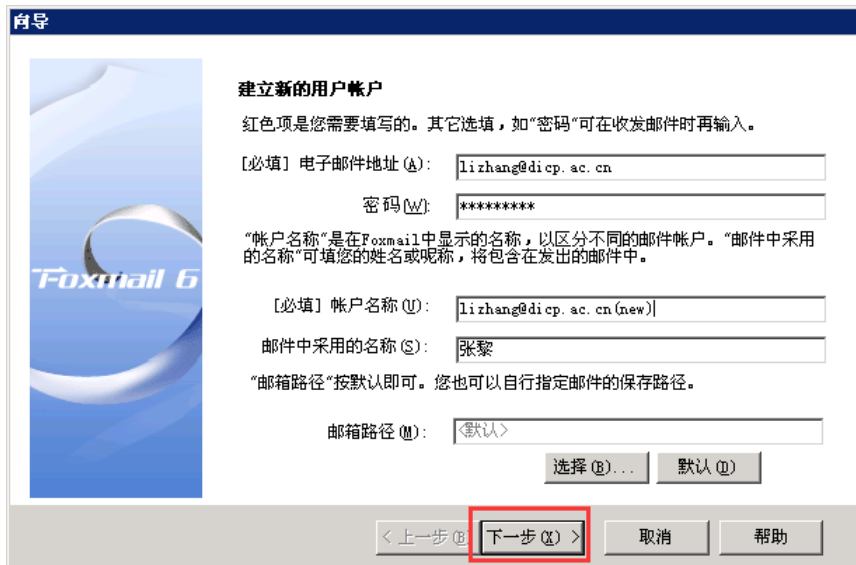 向导
建立新的用户帐户
红色项是您需要填写的。其它选填，如“密码”可在收发邮件时再输入。
[必填] 电子邮件地址(A): lizhang@dicp.ac.cn
密码(W): *********
“帐户名称”是在Foxmail中显示的名称，以区分不同的邮件帐户。“邮件中采用
的名称”可填您的姓名或昵称，将包含在发出的邮件中。
Foxmail 6
[必填] 帐户名称(U): lizhang@dicp.ac.cn(new)
邮件中采用的名称(S): 张黎
“邮箱路径”按默认即可。您也可以自行指定邮件的保存路径。
邮箱路径(M): <默认>
选择(B)... 默认(D)
< 上一步(B) 下一步(X) > 取消 帮助